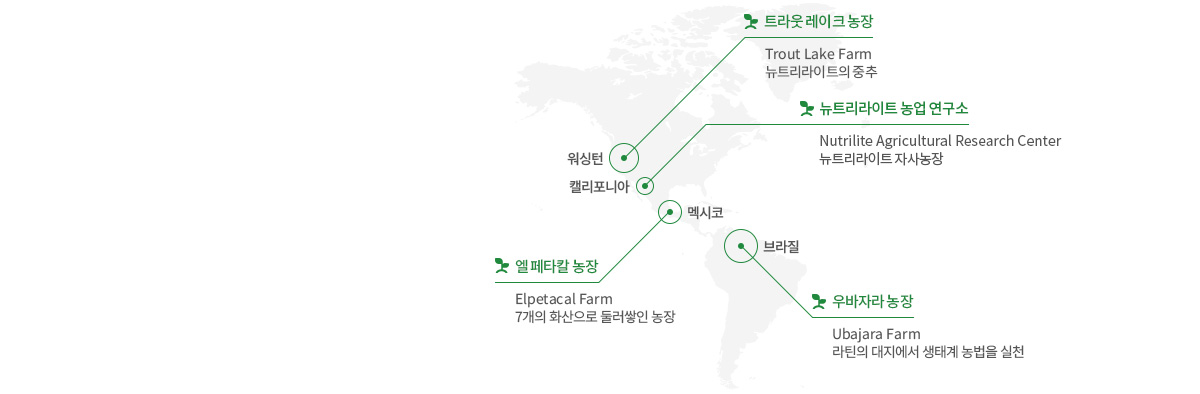 트라웃 레이크 농장
Trout Lake Farm
뉴트리라이트의 중추
뉴트리라이트 농업 연구소
Nutrilite Agricultural Research Center
뉴트리라이트 자사농장
워싱턴
캘리포니아
멕시코
브라질
엘 페타칼 농장
Elpetacal Farm
7개의 화산으로 둘러쌓인 농장
우바자라 농장
Ubajara Farm
라틴의 대지에서 생태계 농법을 실천